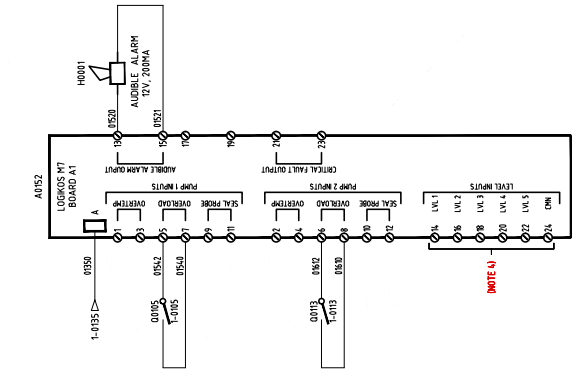 H0001
AUDIBLE ALARM
12V, 200MA
01520
01521
13
15
17
19
21
23
A0152
LOGIKOS M7
BOARD A1
AUDIBLE ALARM OUPUT
CRITICAL FAULT OUTPUT
A
PUMP 1 INPUTS
OVERTEMP
OVERLOAD
SEAL PROBE
PUMP 2 INPUTS
OVERTEMP
OVERLOAD
SEAL PROBE
LEVEL INPUTS
LVL 1
LVL 2
LVL 3
LVL 4
LVL 5
CMN
1
3
5
7
9
11
2
4
6
8
10
12
14
16
18
20
22
24
01350
1-0135
01542
01540
Q0105
1-0105
01612
01610
Q0113
1-0113
(NOTE 4)